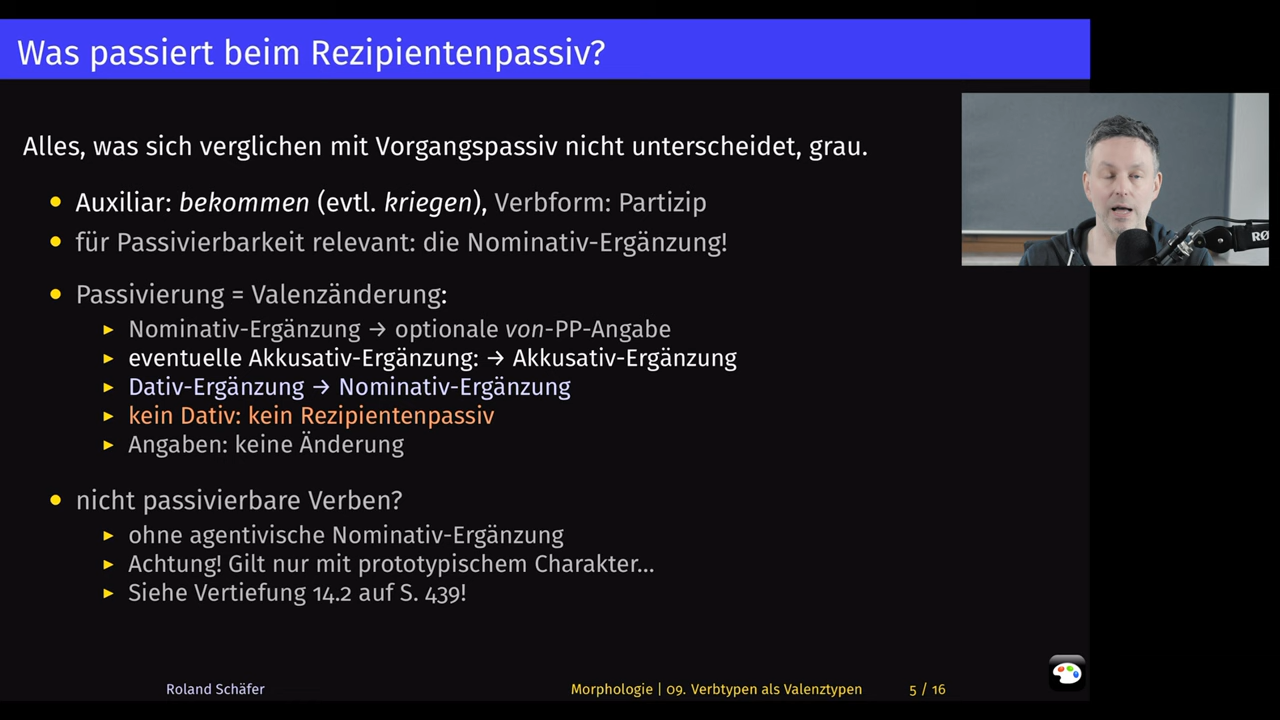 Was passiert beim Rezipientenpassiv?
Alles, was sich verglichen mit Vorgangspassiv nicht unterscheidet, grau.
• Auxiliar: bekommen (evtl. kriegen), Verbform: Partizip
• für Passivierbarkeit relevant: die Nominativ-Ergänzung!
• Passivierung = Valenzänderung:
▸ Nominativ-Ergänzung → optionale von-PP-Angabe
▸ eventuelle Akkusativ-Ergänzung: → Akkusativ-Ergänzung
▸ Dativ-Ergänzung → Nominativ-Ergänzung
▸ kein Dativ: kein Rezipientenpassiv
▸ Angaben: keine Änderung
• nicht passivierbare Verben?
▸ ohne agentivische Nominativ-Ergänzung
▸ Achtung! Gilt nur mit prototypischem Charakter...
▸ Siehe Vertiefung 14.2 auf S. 439!
RØ
Roland Schäfer Morphologie | 09. Verbtypen als Valenztypen 5 / 16